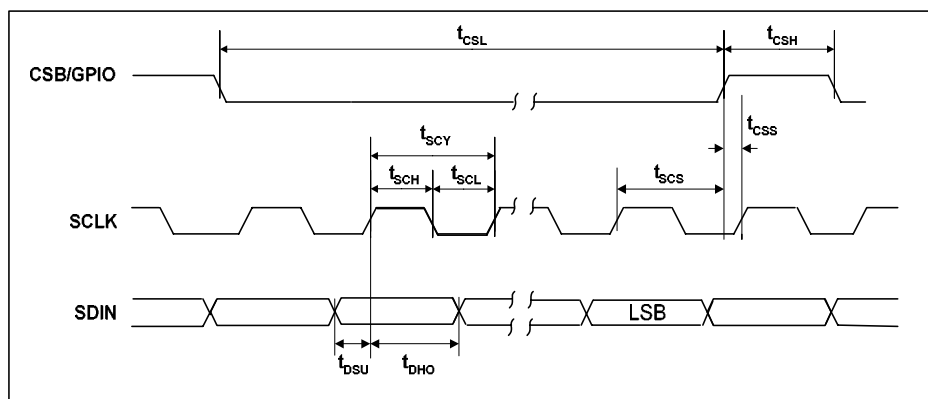 tCSL
tCSH
CSB/GPIO
tCSS
tSCY
tSCH
tSCL
tSCS
SCLK
SDIN
LSB
tDSU
tDHO